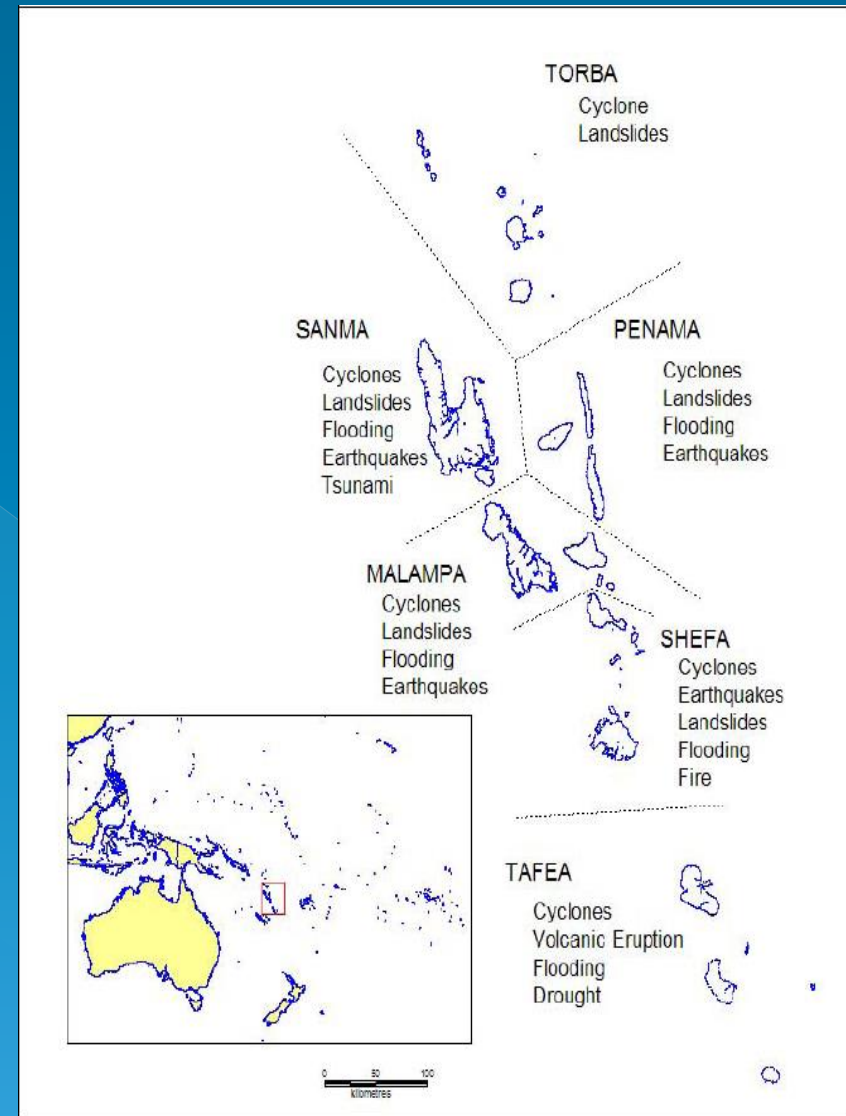 TORBA
Cyclone
Landslides
SANMA
Cyclones
Landslides
Flooding
Earthquakes
Tsunami
PENAMA
Cyclones
Landslides
Flooding
Earthquakes
MALAMPA
Cyclones
Landslides
Flooding
Earthquakes
SHEFA
Cyclones
Earthquakes
Landslides
Flooding
Fire
TAFEA
Cyclones
Volcanic Eruption
Flooding
Drought
0 50 100
kilometres